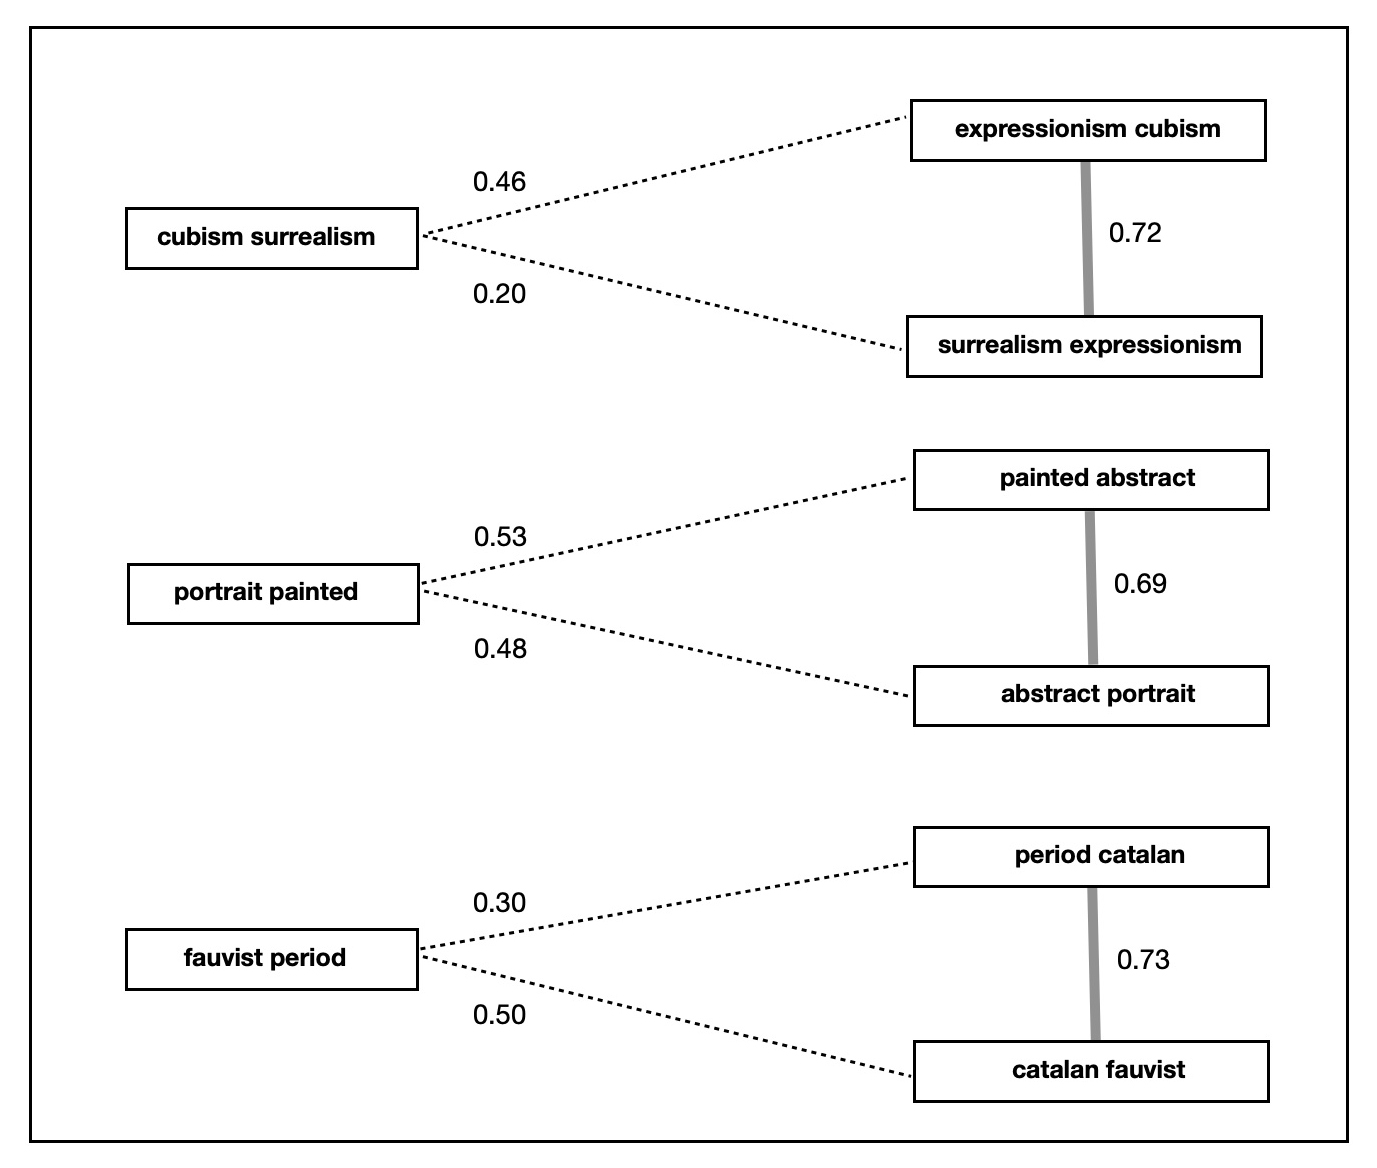 expressionism cubism
0.46
0.72
cubism surrealism
0.20
surrealism expressionism
painted abstract
0.53
0.69
portrait painted
0.48
abstract portrait
period catalan
0.30
fauvist period
0.73
0.50
catalan fauvist